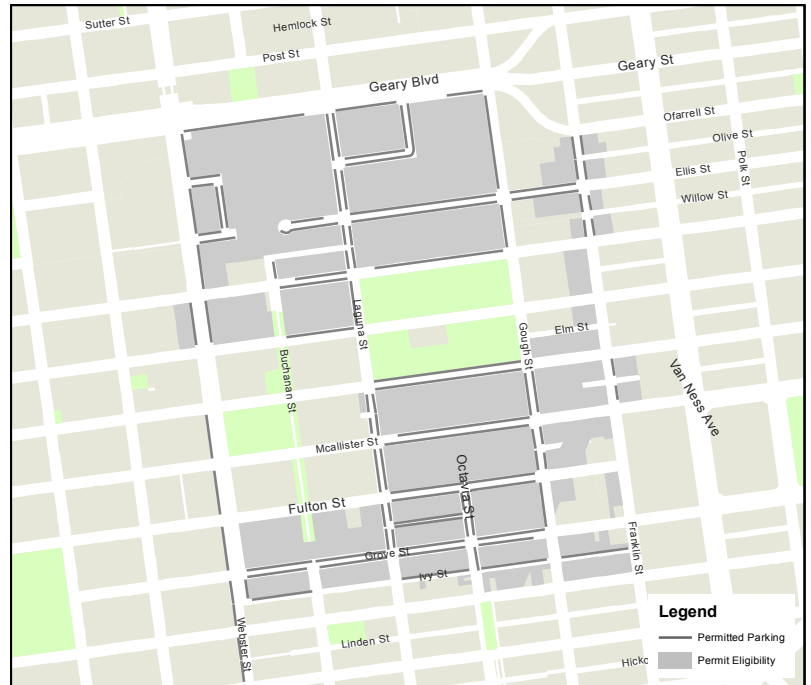 Sutter St
Hemlock St
Post St
Geary Blvd
Geary St
Ofarrell St
Olive St
Polk St
Ellis St
Willow St
Laguna St
Gough St
Elm St
Buchanan St
Van Ness Ave
Mcallister St
Octavia St
Fulton St
Franklin St
Grove St
Ivy St
Webster St
Linden St
Hicko
Legend
Permitted Parking
Permit Eligibility